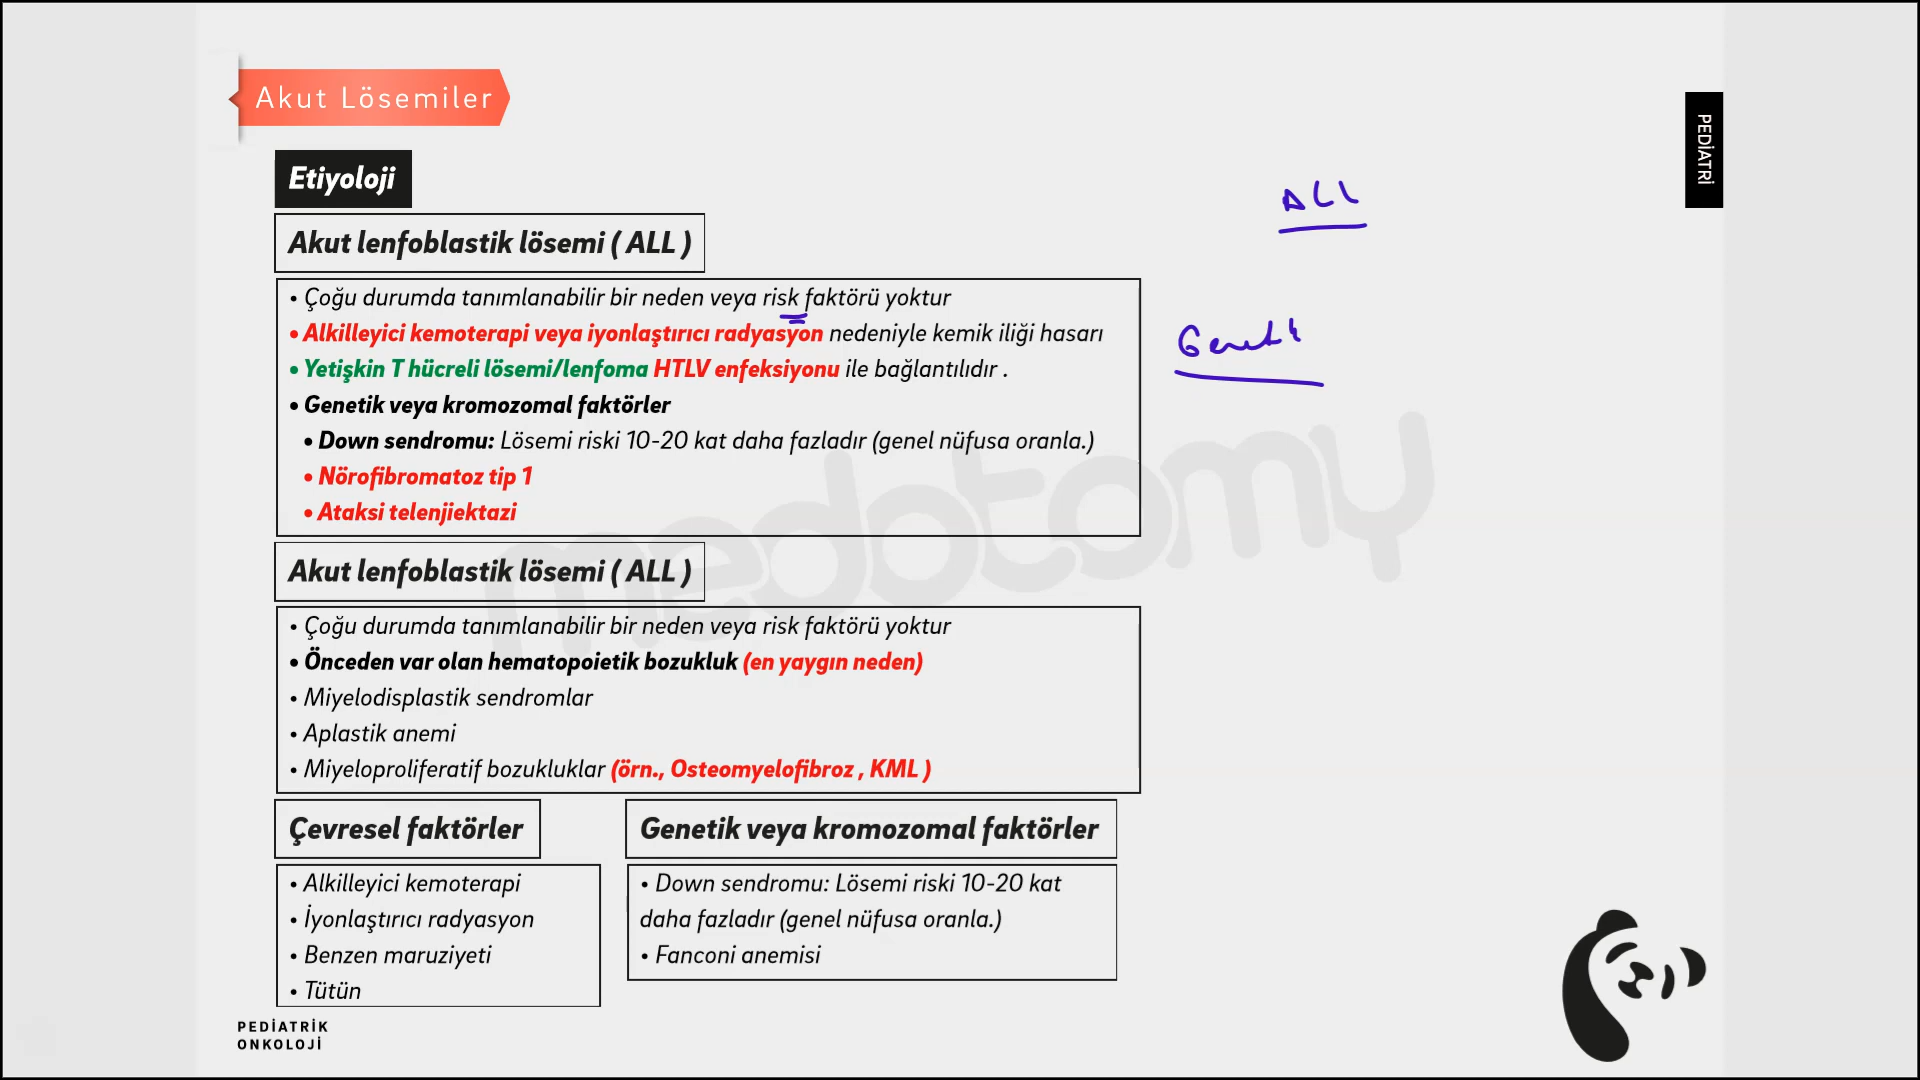 Akut Lösemiler
PEDİATRİ
Etiyoloji
ALL
Akut lenfoblastik lösemi ( ALL )
• Çoğu durumda tanımlanabilir bir neden veya risk faktörü yoktur
• Alkilleyici kemoterapi veya iyonlaştırıcı radyasyon nedeniyle kemik iliği hasarı
Genetik
• Yetişkin T hücreli lösemi/lenfoma HTLV enfeksiyonu ile bağlantılıdır .
• Genetik veya kromozomal faktörler
• Down sendromu: Lösemi riski 10-20 kat daha fazladır (genel nüfusa oranla.)
• Nörofibromatoz tip 1
• Ataksi telenjiektazi
medotomy
Akut lenfoblastik lösemi ( ALL )
• Çoğu durumda tanımlanabilir bir neden veya risk faktörü yoktur
• Önceden var olan hematopoietik bozukluk (en yaygın neden)
• Miyelodisplastik sendromlar
• Aplastik anemi
• Miyeloproliferatif bozukluklar (örn., Osteomyelofibroz , KML )
Çevresel faktörler
• Alkilleyici kemoterapi
• İyonlaştırıcı radyasyon
• Benzen maruziyeti
• Tütün
Genetik veya kromozomal faktörler
• Down sendromu: Lösemi riski 10-20 kat
daha fazladır (genel nüfusa oranla.)
• Fanconi anemisi
PEDİATRİK
ONKOLOJİ